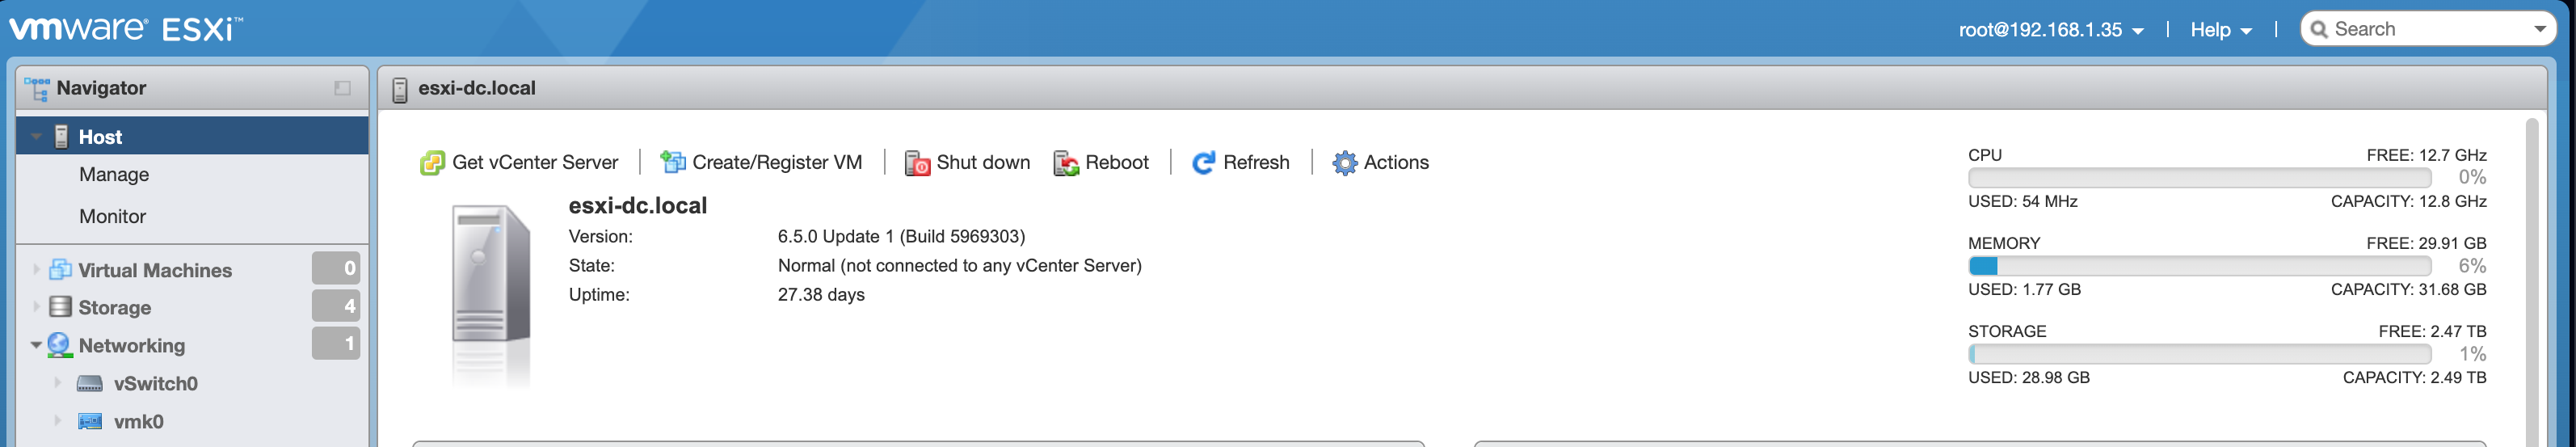 vmware® ESXi™
root@192.168.1.35 | Help | Search
Navigator
Host
Manage
Monitor
Virtual Machines 0
Storage 4
Networking 1
vSwitch0
vmk0
esxi-dc.local
Get vCenter Server | Create/Register VM | Shut down Reboot | Refresh | Actions
esxi-dc.local
Version: 6.5.0 Update 1 (Build 5969303)
State: Normal (not connected to any vCenter Server)
Uptime: 27.38 days
CPU FREE: 12.7 GHz
0%
USED: 54 MHz CAPACITY: 12.8 GHz
MEMORY FREE: 29.91 GB
6%
USED: 1.77 GB CAPACITY: 31.68 GB
STORAGE FREE: 2.47 TB
1%
USED: 28.98 GB CAPACITY: 2.49 TB